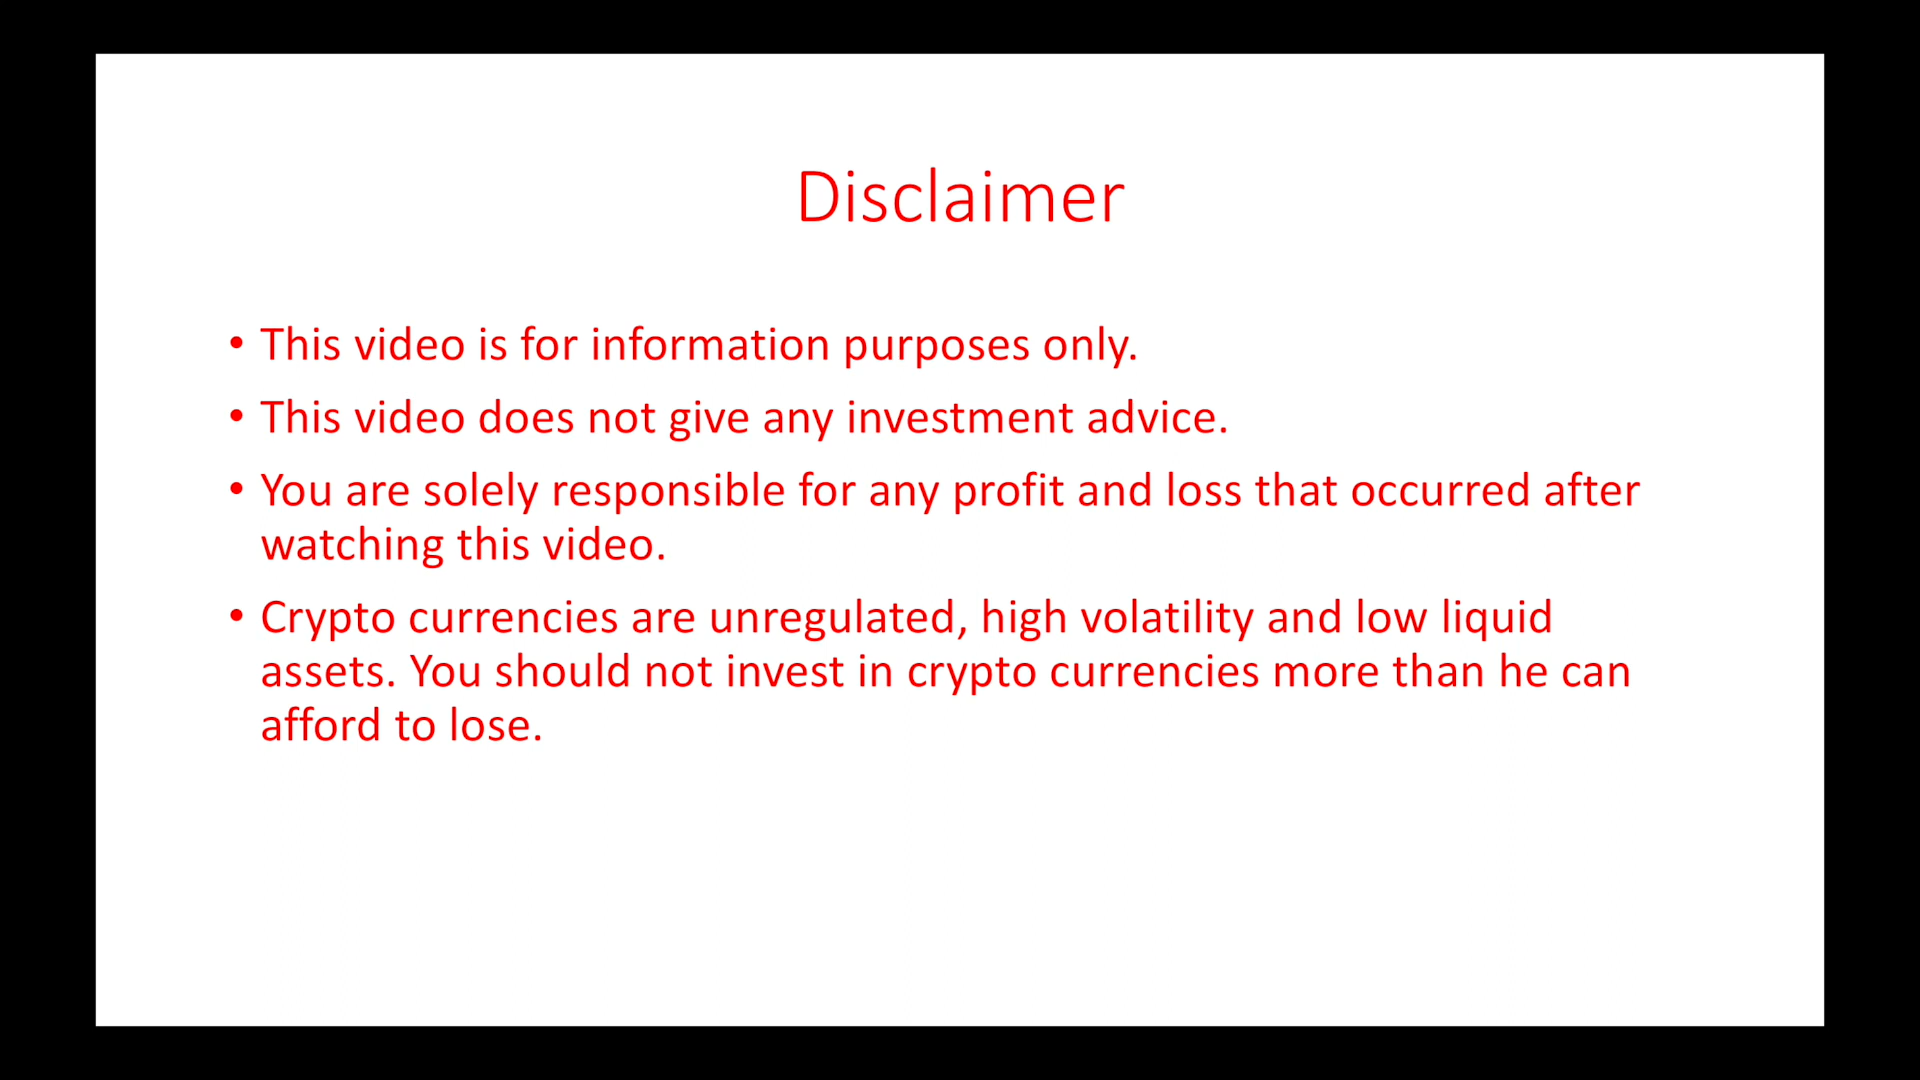 Disclaimer
• This video is for information purposes only.
• This video does not give any investment advice.
• You are solely responsible for any profit and loss that occurred after
watching this video.
• Crypto currencies are unregulated, high volatility and low liquid
assets. You should not invest in crypto currencies more than he can
afford to lose.